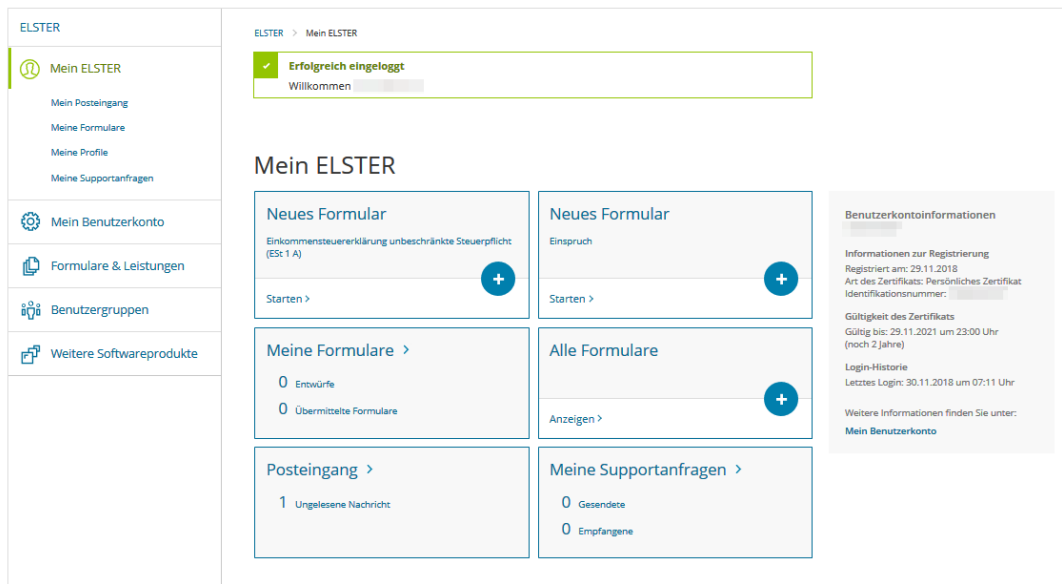 ELSTER
Mein ELSTER
Mein Posteingang
Meine Formulare
Meine Profile
Meine Supportanfragen
Mein Benutzerkonto
Formulare & Leistungen
Benutzergruppen
Weitere Softwareprodukte
ELSTER > Mein ELSTER
Erfolgreich eingeloggt
Willkommen
Mein ELSTER
Neues Formular
Einkommensteuererklärung unbeschränkte Steuerpflicht
(ESt 1 A)
Starten >
Neues Formular
Einspruch
Starten >
Meine Formulare >
0 Entwürfe
0 Übermittelte Formulare
Alle Formulare
Anzeigen >
Posteingang >
1 Ungelesene Nachricht
Meine Supportanfragen >
0 Gesendete
0 Empfangene
Benutzerkontoinformationen
Informationen zur Registrierung
Registriert am: 29.11.2018
Art des Zertifikats: Persönliches Zertifikat
Identifikationsnummer:
Gültigkeit des Zertifikats
Gültig bis: 29.11.2021 um 23:00 Uhr
(noch 2 Jahre)
Login-Historie
Letztes Login: 30.11.2018 um 07:11 Uhr
Weitere Informationen finden Sie unter:
Mein Benutzerkonto